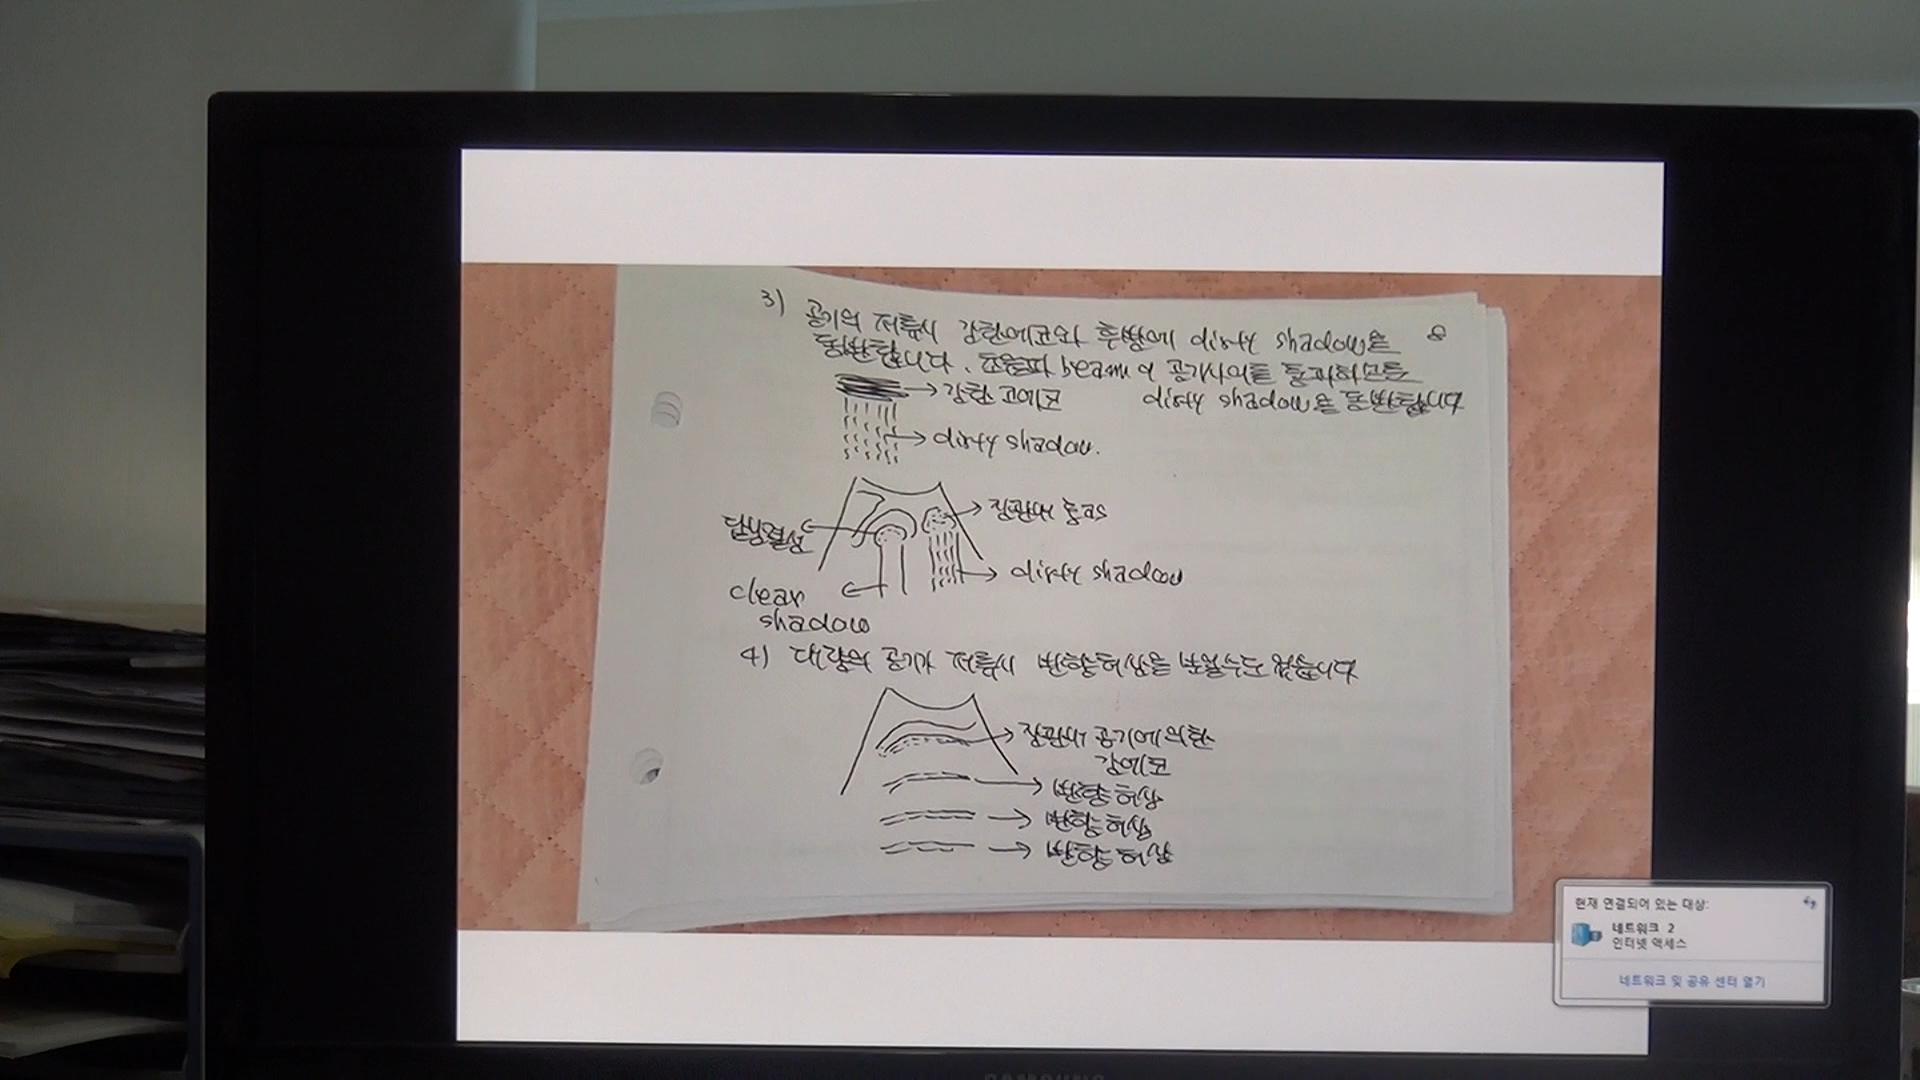 3) 공기의 저류시 강한에코와 후방에 dirty shadow을
8
동반합니다. 초음파 beam이 공기사이를 통과하므로
dirty shadow을 동반합니다
→ 강한 고에코
→ dirty shadow.
→ 장관내 gas
담낭결석
→ dirty shadow
clear
shadow
4) 대량의 공기가 저류시 반향허상을 보일수도 있습니다
→ 장관내 공기에 의한
강에코
→ 반향허상
→ 반향허상
→ 반향허상
현재 연결되어 있는 대상:
네트워크 2
인터넷 액세스
네트워크 및 공유 센터 열기
SAMSUNG